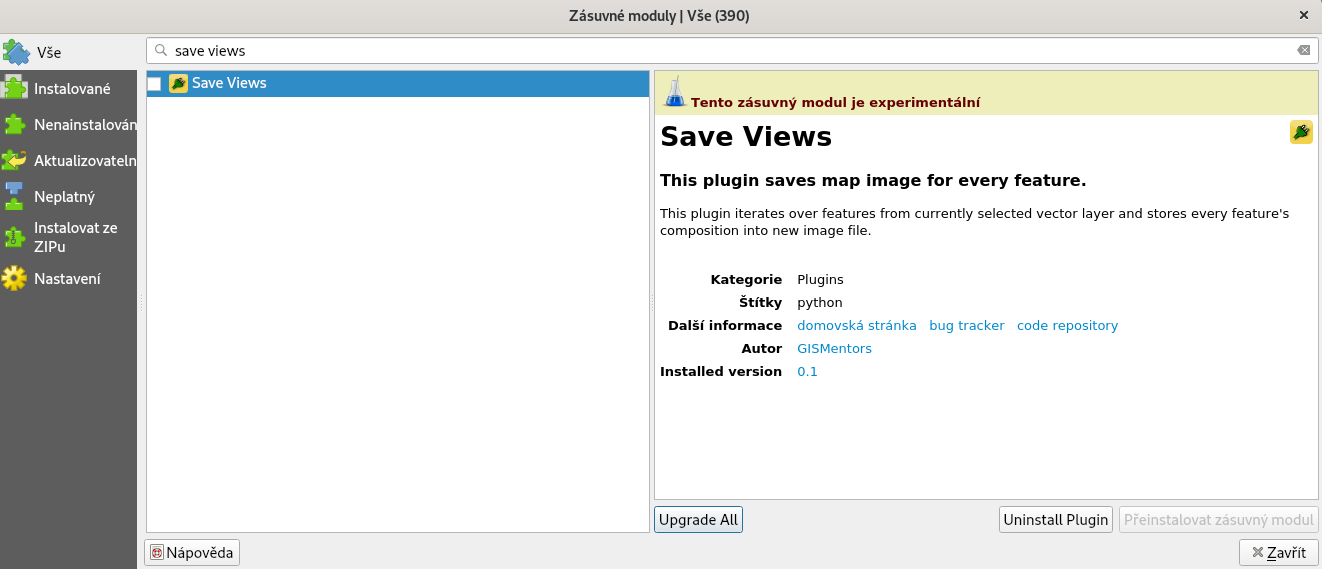 Zásuvné moduly | Vše (390)
Vše
save views
Instalované
Nenainstalován
Aktualizovateln
Neplatný
Instalovat ze
ZIPu
Nastavení
Save Views
Tento zásuvný modul je experimentální
Save Views
This plugin saves map image for every feature.
This plugin iterates over features from currently selected vector layer and stores every feature's
composition into new image file.
Kategorie Plugins
Štítky python
Další informace domovská stránka bug tracker code repository
Autor GISMentors
Installed version 0.1
Upgrade All
Uninstall Plugin
Přeinstalovat zásuvný modul
Nápověda
Zavřít